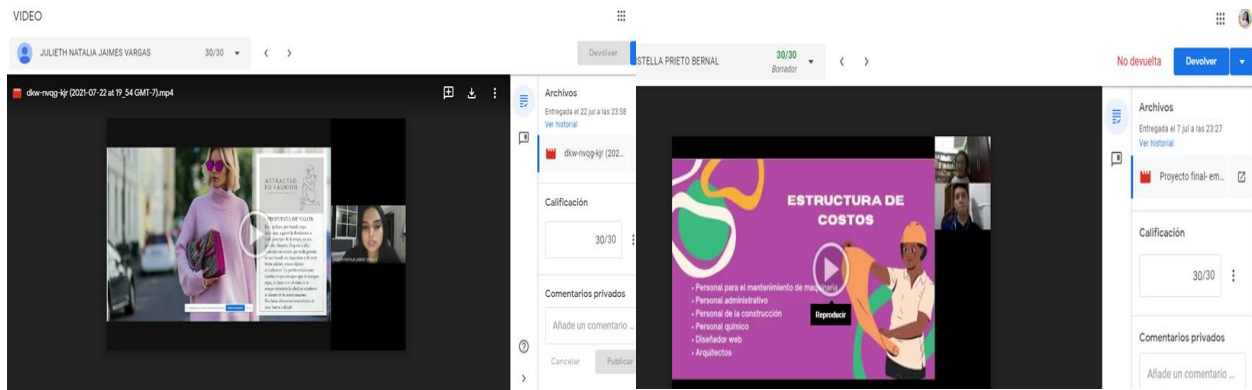 VIDEO
JULIETH NATALIA JAIMES VARGAS
30/30
Devolver
dkw-nvqg-kjr (2021-07-22 at 19_54 GMT-7).mp4
ATTRACTED
TO FASHION
PROPUESTA DE VALOR
JULIETH NATALIA JAIMES VARGAS
Archivos
Entregada el 22 jul a las 23:58
Ver historial
dkw-nvqg-kjr (202...
Calificación
30/30
Comentarios privados
Añade un comentario ...
Cancelar
Publicar
STELLA PRIETO BERNAL
30/30
Borrador
No devuelta
Devolver
ESTRUCTURA DE
COSTOS
• Personal para el mantenimiento de maquinaria
• Personal administrativo
• Personal de la construcción
• Personal químico
• Diseñador web
• Arquitectos
Reproducir
Archivos
Entregada el 7 jul a las 23:27
Ver historial
Proyecto final- em...
Calificación
30/30
Comentarios privados
Añade un comentario ...